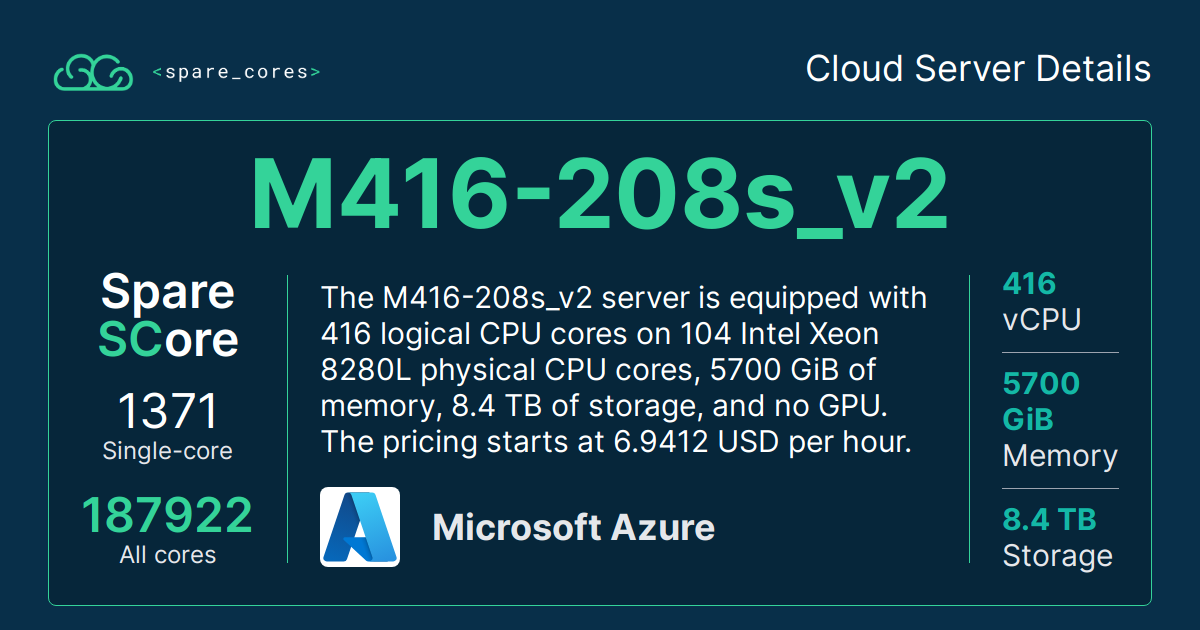 <spare_cores>
Cloud Server Details
M416-208s_v2
Spare
SCore
1371
Single-core
187922
All cores
The M416-208s_v2 server is equipped with
416 logical CPU cores on 104 Intel Xeon
8280L physical CPU cores, 5700 GiB of
memory, 8.4 TB of storage, and no GPU.
The pricing starts at 6.9412 USD per hour.
Microsoft Azure
416
vCPU
5700
GiB
Memory
8.4 TB
Storage